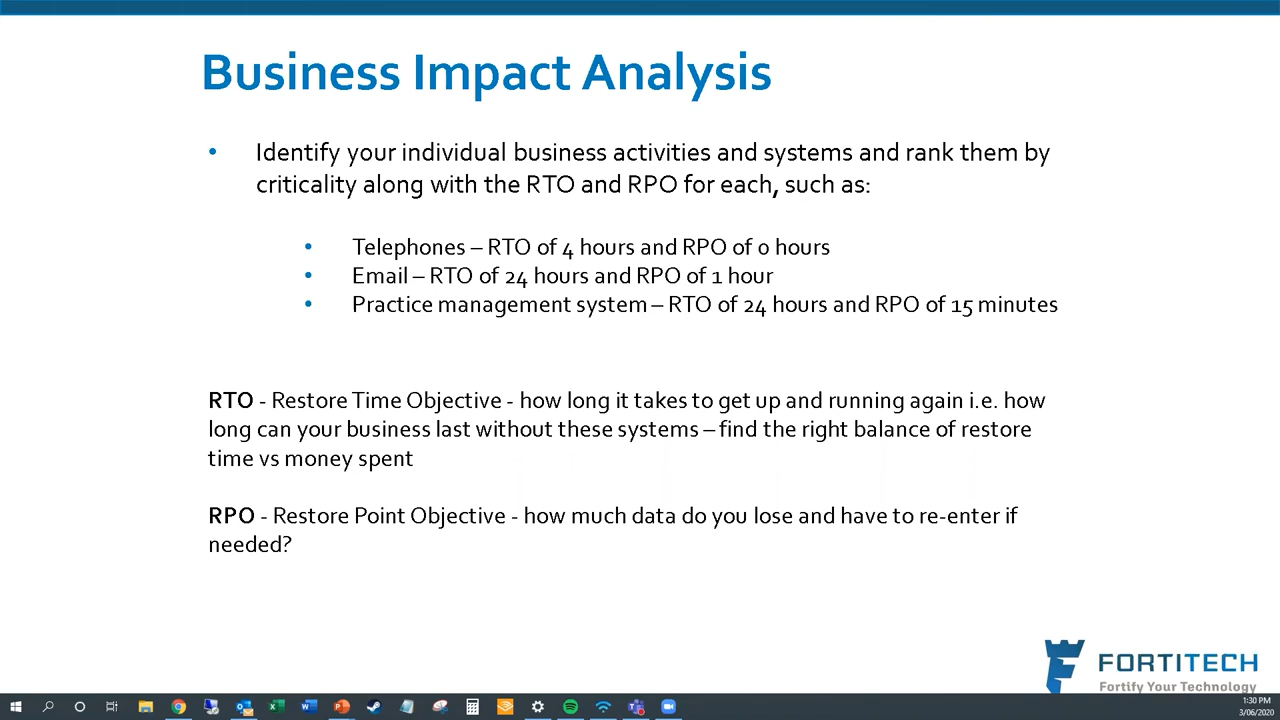 Business Impact Analysis
• Identify your individual business activities and systems and rank them by
criticality along with the RTO and RPO for each, such as:
• Telephones – RTO of 4 hours and RPO of 0 hours
• Email – RTO of 24 hours and RPO of 1 hour
• Practice management system – RTO of 24 hours and RPO of 15 minutes
RTO - Restore Time Objective - how long it takes to get up and running again i.e. how
long can your business last without these systems – find the right balance of restore
time vs money spent
RPO - Restore Point Objective - how much data do you lose and have to re-enter if
needed?
FORTITECH
Fortify Your Technology
1:30 PM
3/06/2020